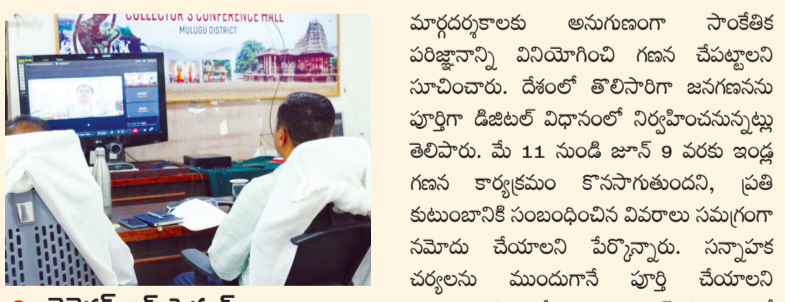 COLLECTOR'S CONFERENCE HALL
MULUGU DISTRICT
మార్గదర్శకాలకు అనుగుణంగా సాంకేతిక
పరిజ్ఞానాన్ని వినియోగించి గణన చేపట్టాలని
సూచించారు. దేశంలో తొలిసారిగా జనగణనను
పూర్తిగా డిజిటల్ విధానంలో నిర్వహించనున్నట్లు
తెలిపారు. మే 11 నుండి జూన్ 9 వరకు ఇండ్ల
గణన కార్యక్రమం కొనసాగుతుందని, ప్రతి
కుటుంబానికి సంబంధించిన వివరాలు సమగ్రంగా
నమోదు చేయాలని పేర్కొన్నారు. సన్నాహక
చర్యలను ముందుగానే పూర్తి చేయాలని